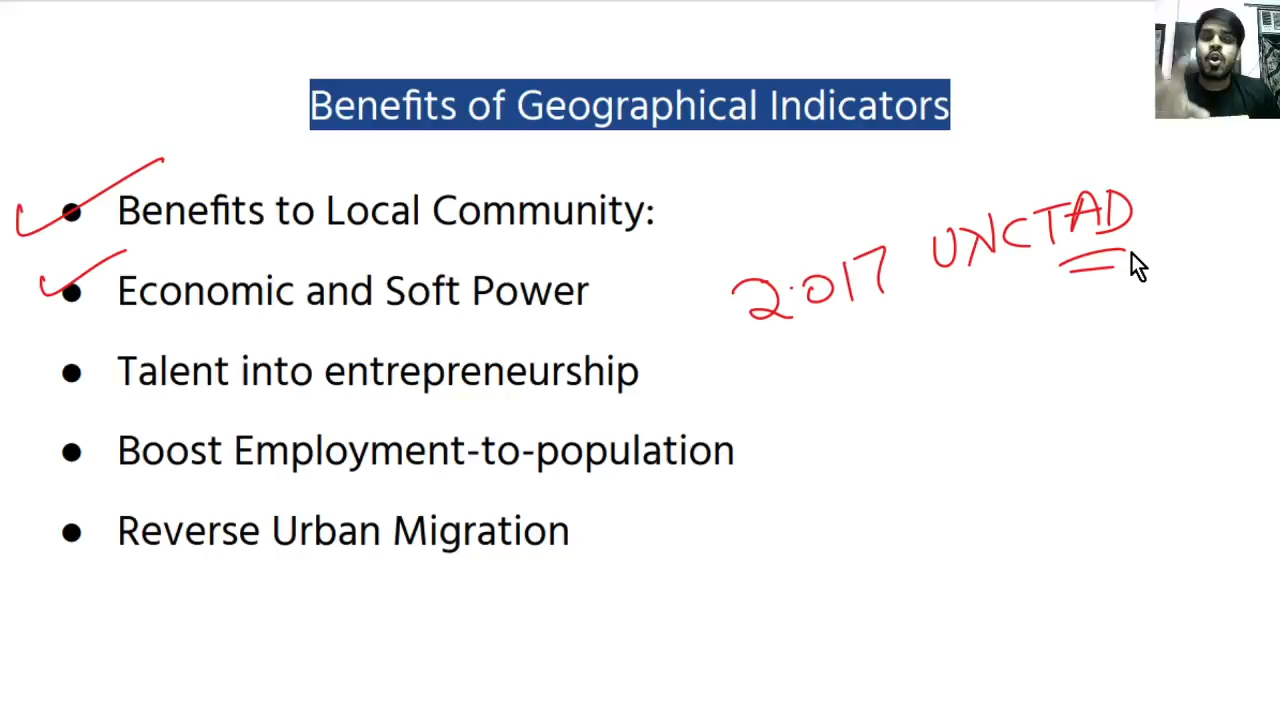 Benefits of Geographical Indicators
● Benefits to Local Community:
● Economic and Soft Power
2017 UNCTAD
● Talent into entrepreneurship
● Boost Employment-to-population
● Reverse Urban Migration